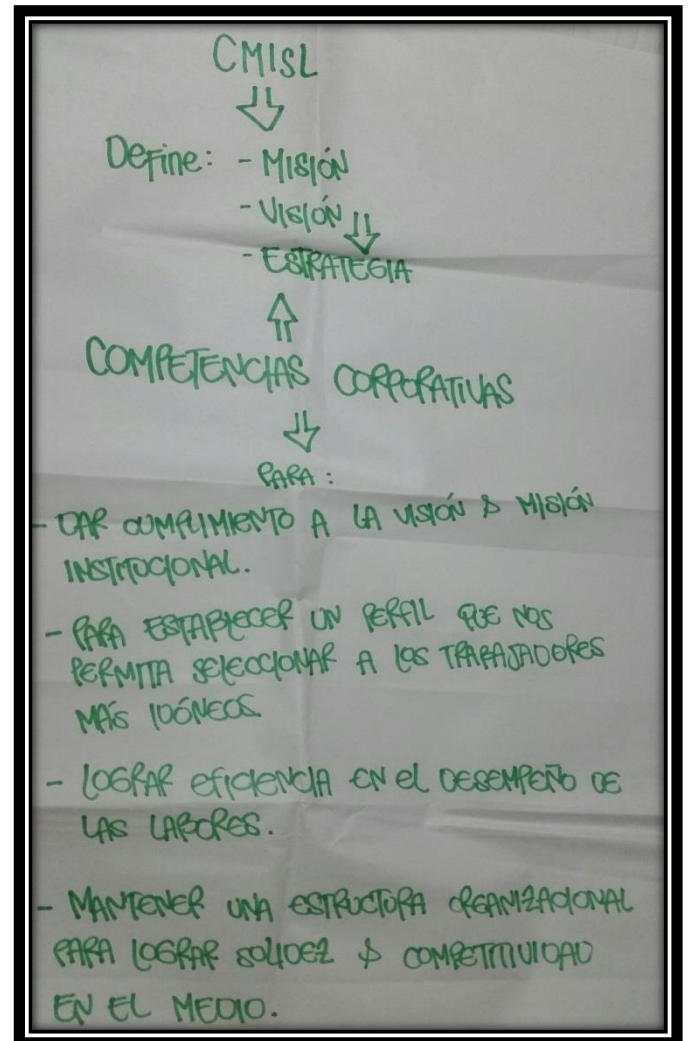 CMISL
Define: - MISIÓN
- VISIÓN
- ESTRATEGIA
COMPETENCIAS CORPORATIVAS
PARA:
- DAR CUMPLIMIENTO A LA VISIÓN & MISIÓN
INSTITUCIONAL.
- PARA ESTABLECER UN PERFIL QUE NOS
PERMITA SELECCIONAR A LOS TRABAJADORES
MÁS IDÓNEOS.
- LOGRAR EFICIENCIA EN EL DESEMPEÑO DE
LAS LABORES.
- MANTENER UNA ESTRUCTURA ORGANIZACIONAL
PARA LOGRAR SOLIDEZ & COMPETITIVIDAD
EN EL MEDIO.